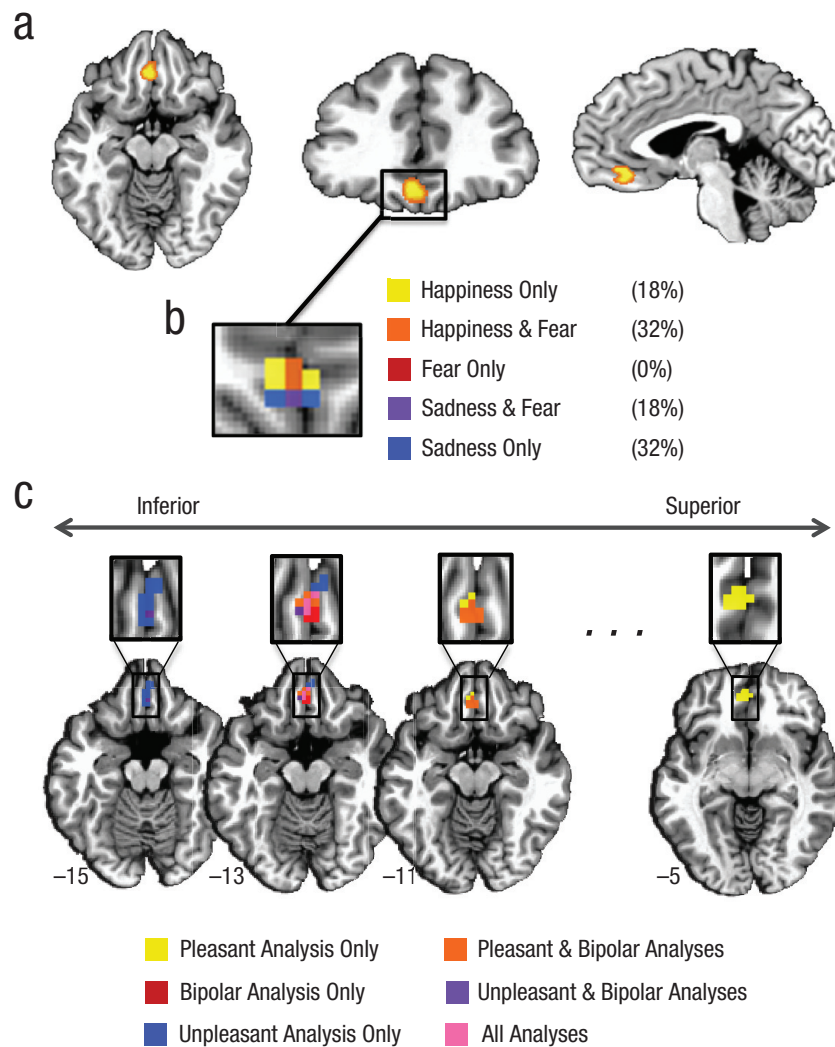 a
b
Happiness Only (18%)
Happiness & Fear (32%)
Fear Only (0%)
Sadness & Fear (18%)
Sadness Only (32%)
c
Inferior Superior
. . .
–15 –13 –11 –5
Pleasant Analysis Only Pleasant & Bipolar Analyses
Bipolar Analysis Only Unpleasant & Bipolar Analyses
Unpleasant Analysis Only All Analyses